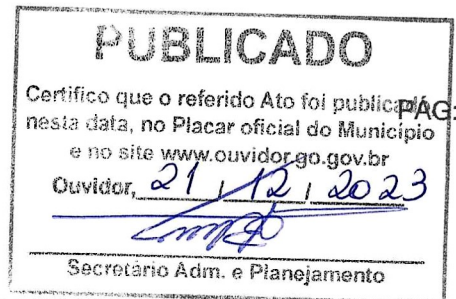 PUBLICADO
Certifico que o referido Ato foi publicado PÁG:
nesta data, no Placar oficial do Município
e no site www.ouvidor.go.gov.br
Ouvidor, 21 / 12 / 2023
Secretário Adm. e Planejamento